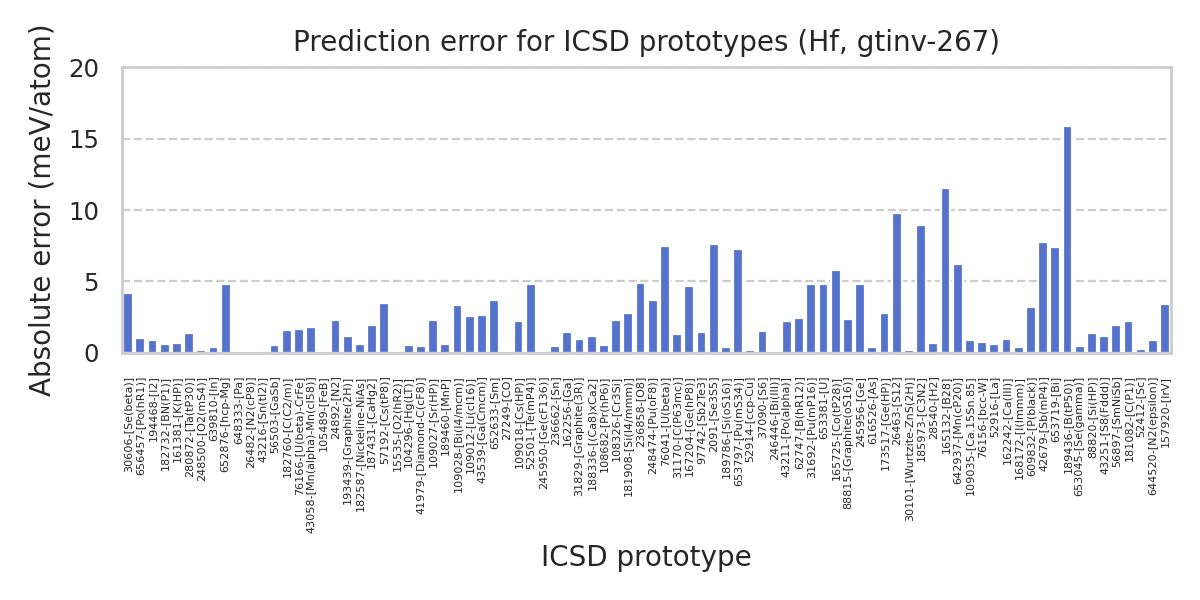 Prediction error for ICSD prototypes (Hf, gtinv-267)
Absolute error (meV/atom)
20
15
10
5
0
306006-[Se(beta)]
656457-[Po(hR1)]
194468-[I2]
182732-[BN(P1)]
161381-[K(HP)]
280872-[Ta(tP30)]
248500-[O2(mS4)]
639810-[In]
652876-[hcp-Mg]
648333-[Pa]
26482-[N2(cP8)]
43216-[Sn(tI2)]
56503-[GaSb]
182760-[C(C2/m)]
76166-[U(beta)-CrFe]
43058-[Mn(alpha)-Mn(cI58)]
105489-[FeB]
24892-[N2]
193439-[Graphite(2H)]
182587-[Nickeline-NiAs]
187431-[CaHg2]
57192-[Cs(tP8)]
15535-[O2(hR2)]
104296-[Hg(LT)]
41979-[Diamond-C(cF8)]
109027-[Sr(HP)]
189460-[MnP]
109028-[Bi(I4/mcm)]
109012-[Li(cI16)]
43539-[Ga(Cmcm)]
652633-[Sm]
27249-[CO]
109018-[Cs(HP)]
52501-[Te(mP4)]
245950-[Ge(cF136)]
236662-[Sn]
162256-[Ga]
31829-[Graphite(3R)]
188336-[(Ca8)xCa2]
108682-[Pr(hP6)]
108326-[Cr3Si]
181908-[Si(I4/mmm)]
236858-[O8]
248474-[Pu(oF8)]
76041-[U(beta)]
31170-[C(P63mc)]
167204-[Ge(hP8)]
97742-[Sb2Te3]
2091-[Se3S5]
189786-[Si(oS16)]
653797-[Pu(mS34)]
52914-[ccp-Cu]
37090-[S6]
246446-[Bi(III)]
43211-[Po(alpha)]
62747-[B(hR12)]
31692-[Pu(mP16)]
653381-[U]
165725-[Co(tP28)]
88815-[Graphite(oS16)]
245956-[Ge]
616526-[As]
173517-[Ge(HP)]
26463-[S12]
30101-[Wurtzite-ZnS(2H)]
185973-[C3N2]
165132-[B28]
28540-[H2]
642937-[Mn(cP20)]
109035-[Ca.15Sn.85]
76156-[bcc-W]
52916-[La]
162242-[Ca(III)]
168172-[I(Immm)]
609832-[P(black)]
42679-[Sb(mP4)]
653719-[Bi]
189436-[B(tP50)]
653045-[Se(gamma)]
88820-[Si(HP)]
43251-[S8(Fddd)]
56897-[SmNiSb]
181082-[C(P1)]
52412-[Sc]
644520-[N2(epsilon)]
157920-[IrV]
ICSD prototype